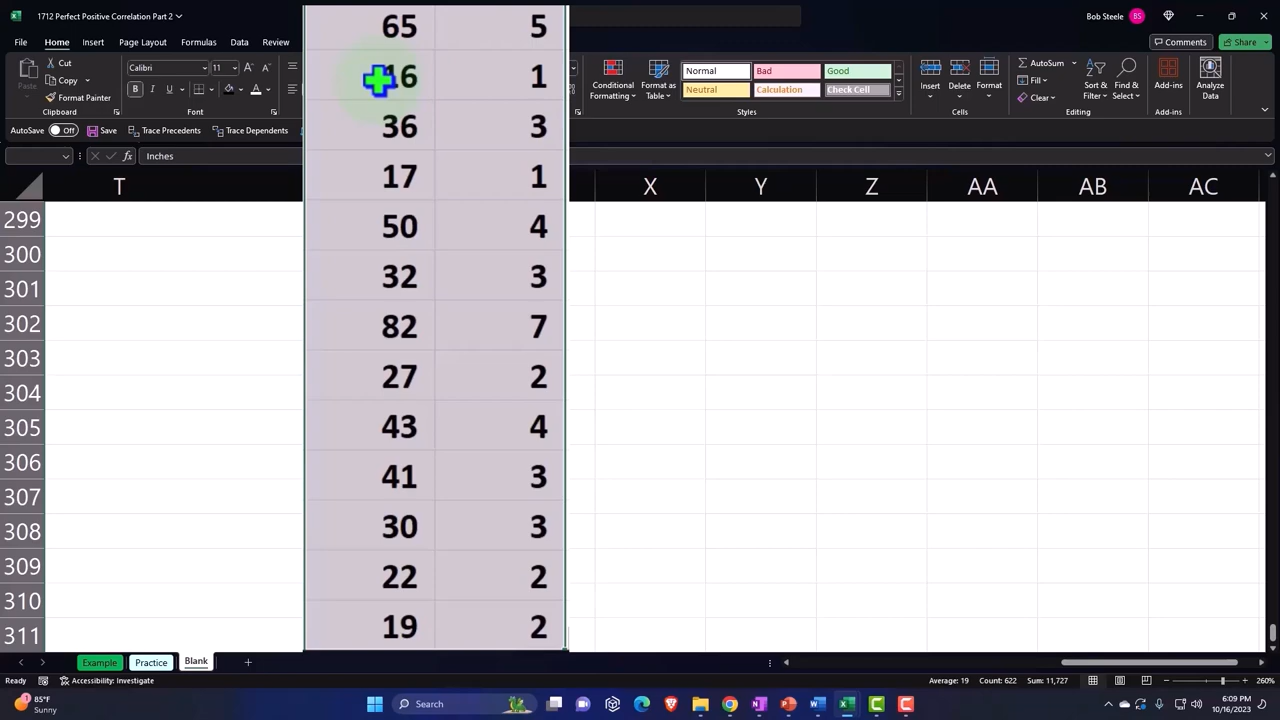 1712 Perfect Positive Correlation Part 2
Bob Steele BS
File Home Insert Page Layout Formulas Data Review
Comments Share
Cut
Copy
Format Painter
Clipboard
Calibri 11
B I U
Font
Conditional Formatting
Format as Table
Normal Bad Good
Neutral Calculation Check Cell
Styles
Insert Delete Format
Cells
AutoSum
Fill
Clear
Editing
Add-ins
Add-ins
Analyze Data
AutoSave Off Save Trace Precedents Trace Dependents
fx Inches
T X Y Z AA AB AC
65 5
16 1
36 3
17 1
299 50 4
300 32 3
301
302 82 7
303 27 2
304
305 43 4
306 41 3
307
308 30 3
309 22 2
310
311 19 2
Example Practice Blank
Ready Accessibility: Investigate Average: 19 Count: 622 Sum: 11,727 260%
85°F
Sunny
Search
6:09 PM
10/16/2023